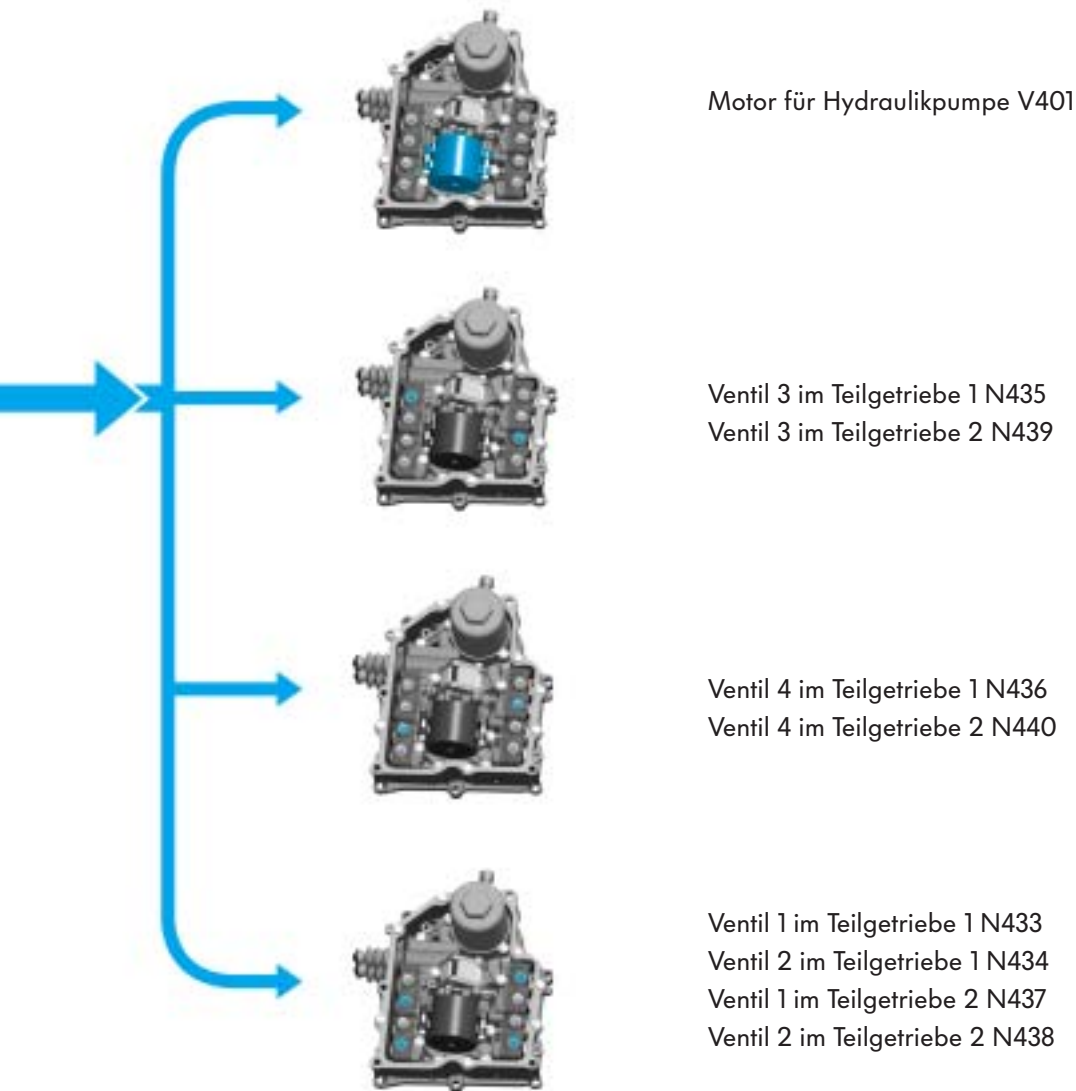 Motor für Hydraulikpumpe V401
Ventil 3 im Teilgetriebe 1 N435
Ventil 3 im Teilgetriebe 2 N439
Ventil 4 im Teilgetriebe 1 N436
Ventil 4 im Teilgetriebe 2 N440
Ventil 1 im Teilgetriebe 1 N433
Ventil 2 im Teilgetriebe 1 N434
Ventil 1 im Teilgetriebe 2 N437
Ventil 2 im Teilgetriebe 2 N438